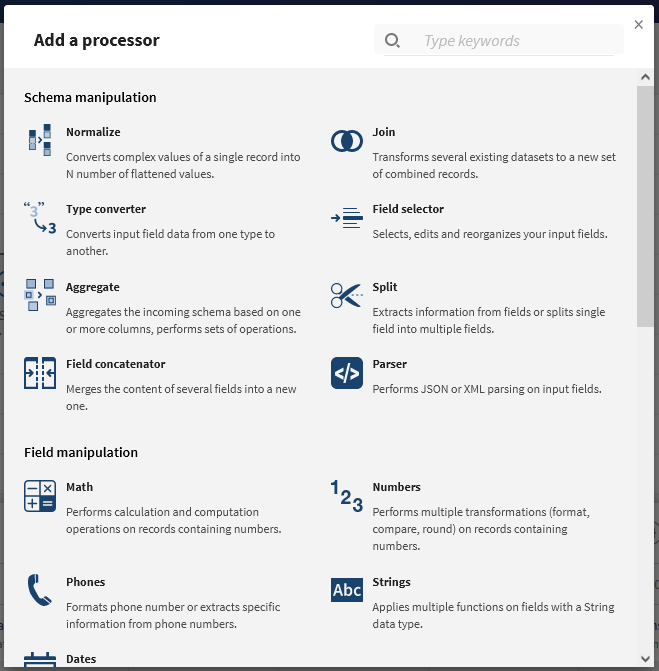 Add a processor
Type keywords
Schema manipulation
Normalize
Converts complex values of a single record into
N number of flattened values.
Join
Transforms several existing datasets to a new set
of combined records.
“3”
3
Type converter
Converts input field data from one type to
another.
Field selector
Selects, edits and reorganizes your input fields.
Aggregate
Aggregates the incoming schema based on one
or more columns, performs sets of operations.
Split
Extracts information from fields or splits single
field into multiple fields.
Field concatenator
Merges the content of several fields into a new
one.
</>
Parser
Performs JSON or XML parsing on input fields.
Field manipulation
Math
Performs calculation and computation
operations on records containing numbers.
123
Numbers
Performs multiple transformations (format,
compare, round) on records containing
numbers.
Phones
Formats phone number or extracts specific
information from phone numbers.
Abc
Strings
Applies multiple functions on fields with a String
data type.
Dates